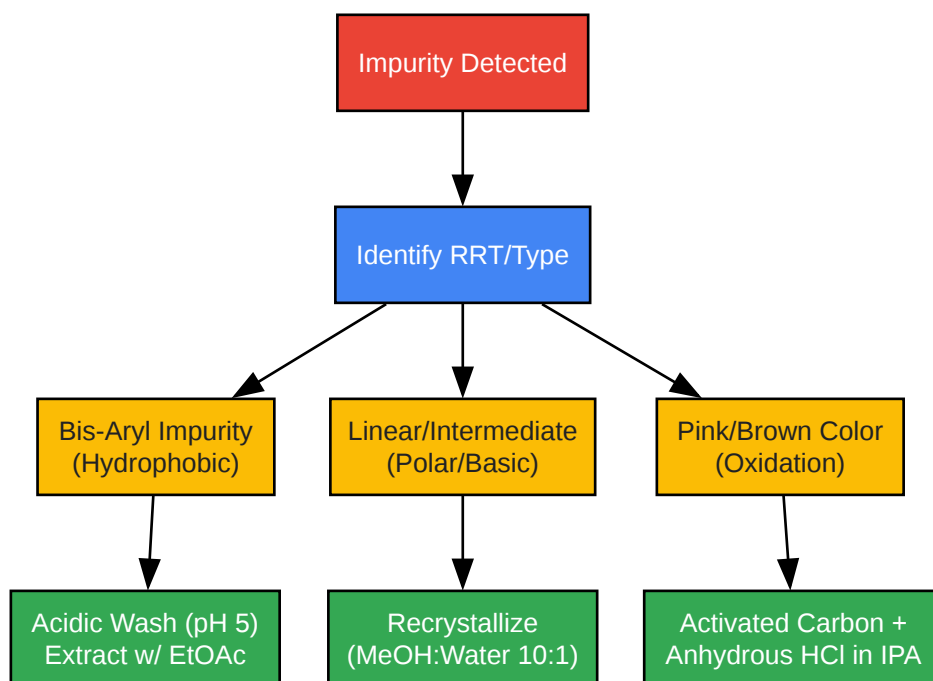 Impurity Detected
Identify RRT/Type
Bis-Aryl Impurity
(Hydrophobic)
Linear/Intermediate
(Polar/Basic)
Pink/Brown Color
(Oxidation)
Acidic Wash (pH 5)
Extract w/ EtOAc
Recrystallize
(MeOH:Water 10:1)
Activated Carbon +
Anhydrous HCl in IPA